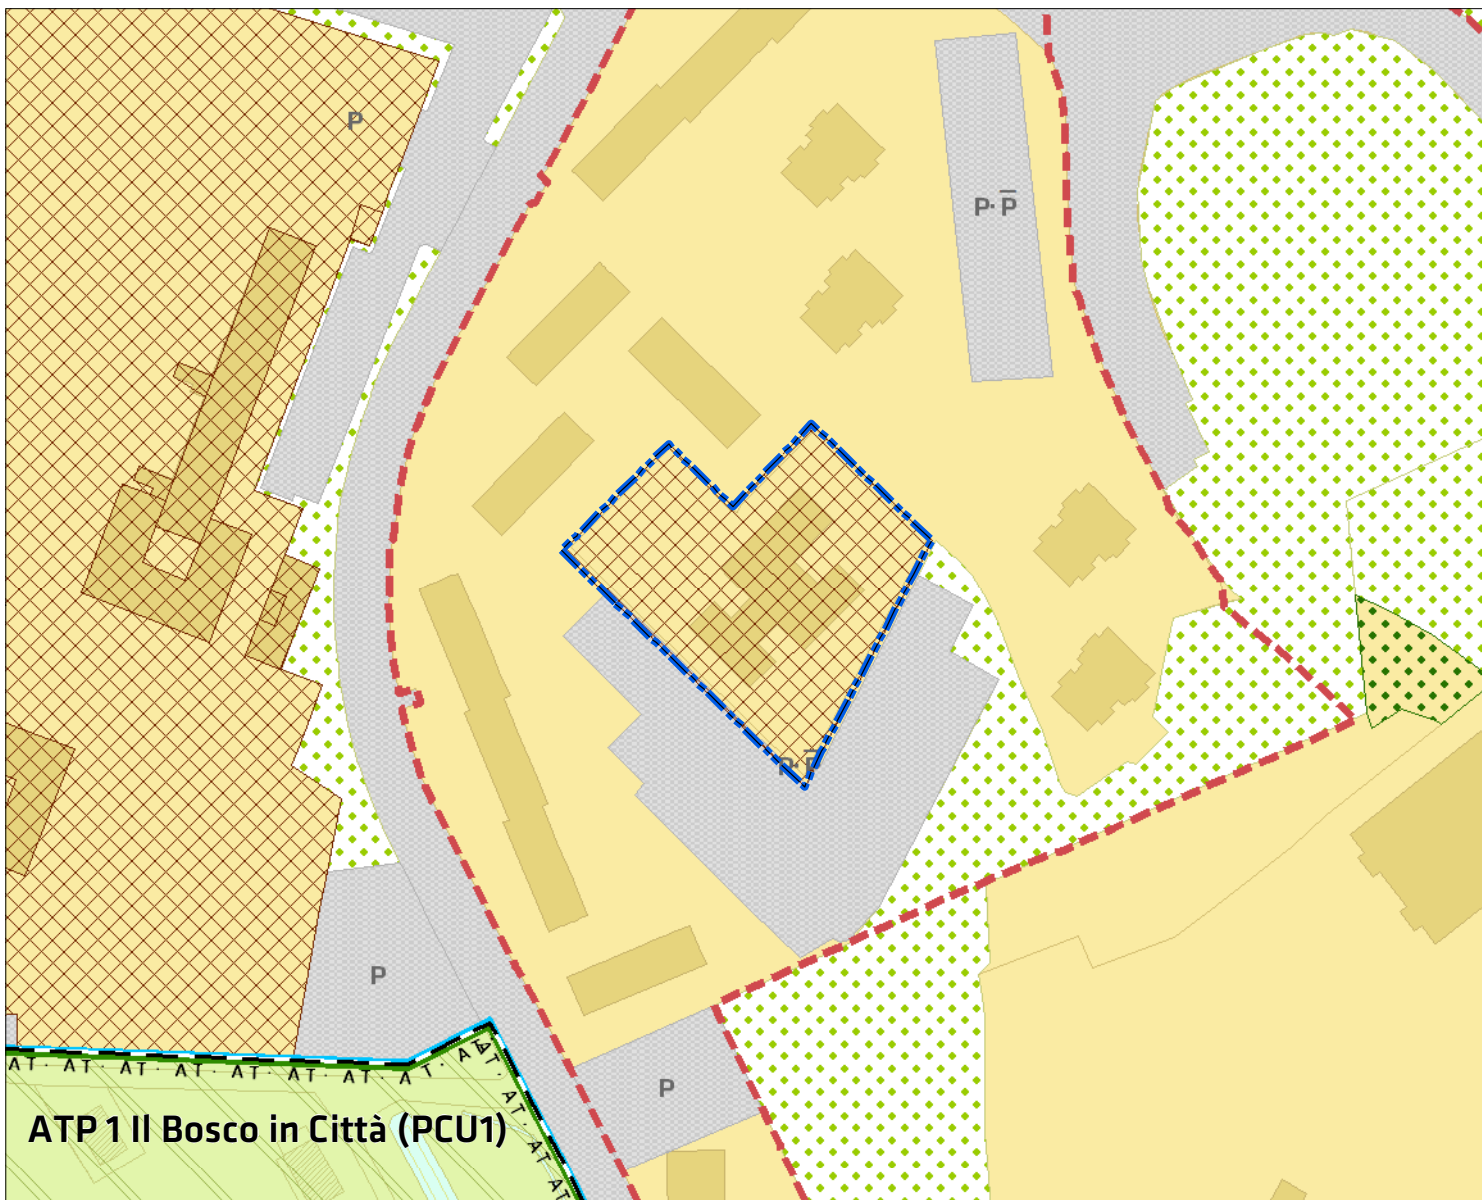 P
P·P̅
P·P̅
P
AT· AT· AT· AT· AT· AT· AT· AT· AT· AT· AT· AT· AT
P
ATP 1 Il Bosco in Città (PCU1)